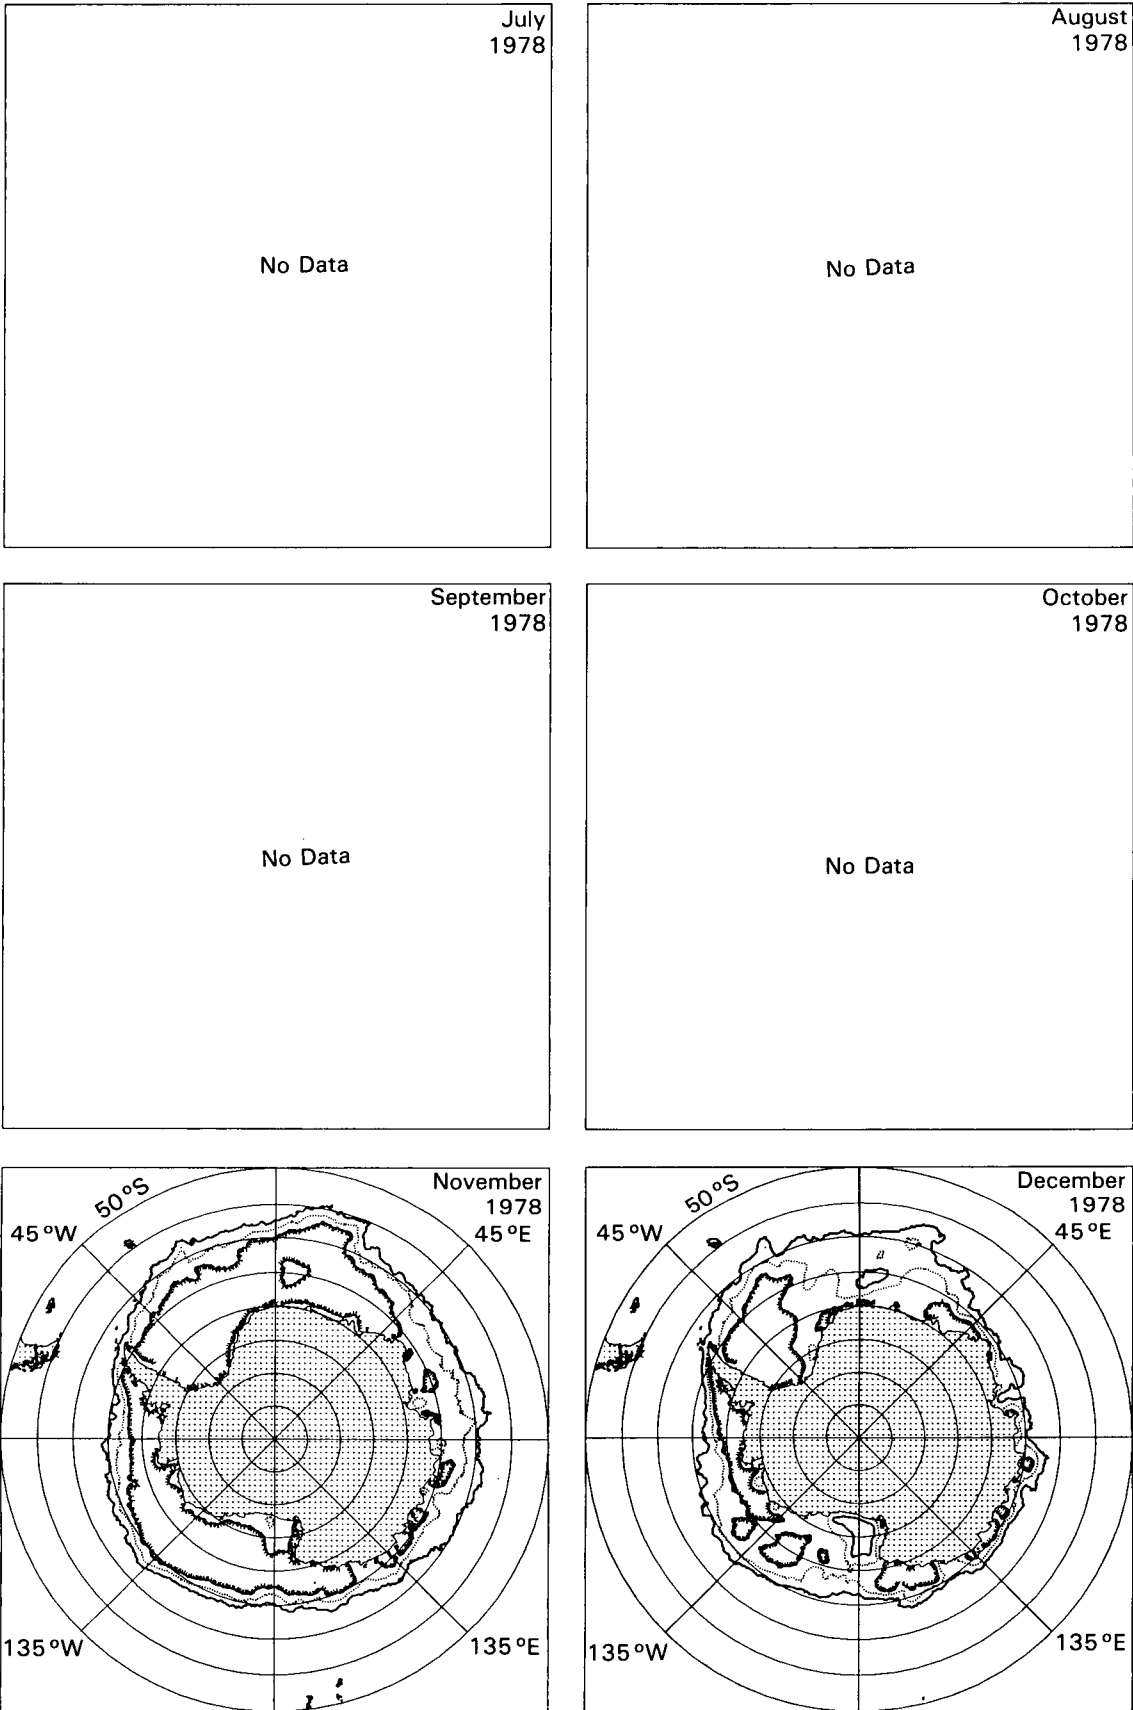 July
1978
No Data
August
1978
No Data
September
1978
No Data
October
1978
No Data
November
1978
50°S
45°W
45°E
135°W
135°E
December
1978
50°S
45°W
45°E
135°W
135°E